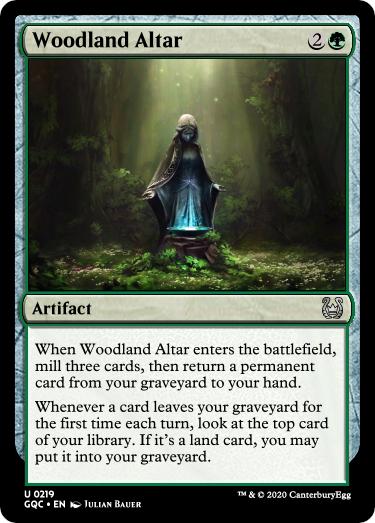 Woodland Altar 2
Artifact
When Woodland Altar enters the battlefield,
mill three cards, then return a permanent
card from your graveyard to your hand.
Whenever a card leaves your graveyard for
the first time each turn, look at the top card
of your library. If it's a land card, you may
put it into your graveyard.
U 0219
GQC • EN Julian Bauer
™ & © 2020 CanterburyEgg